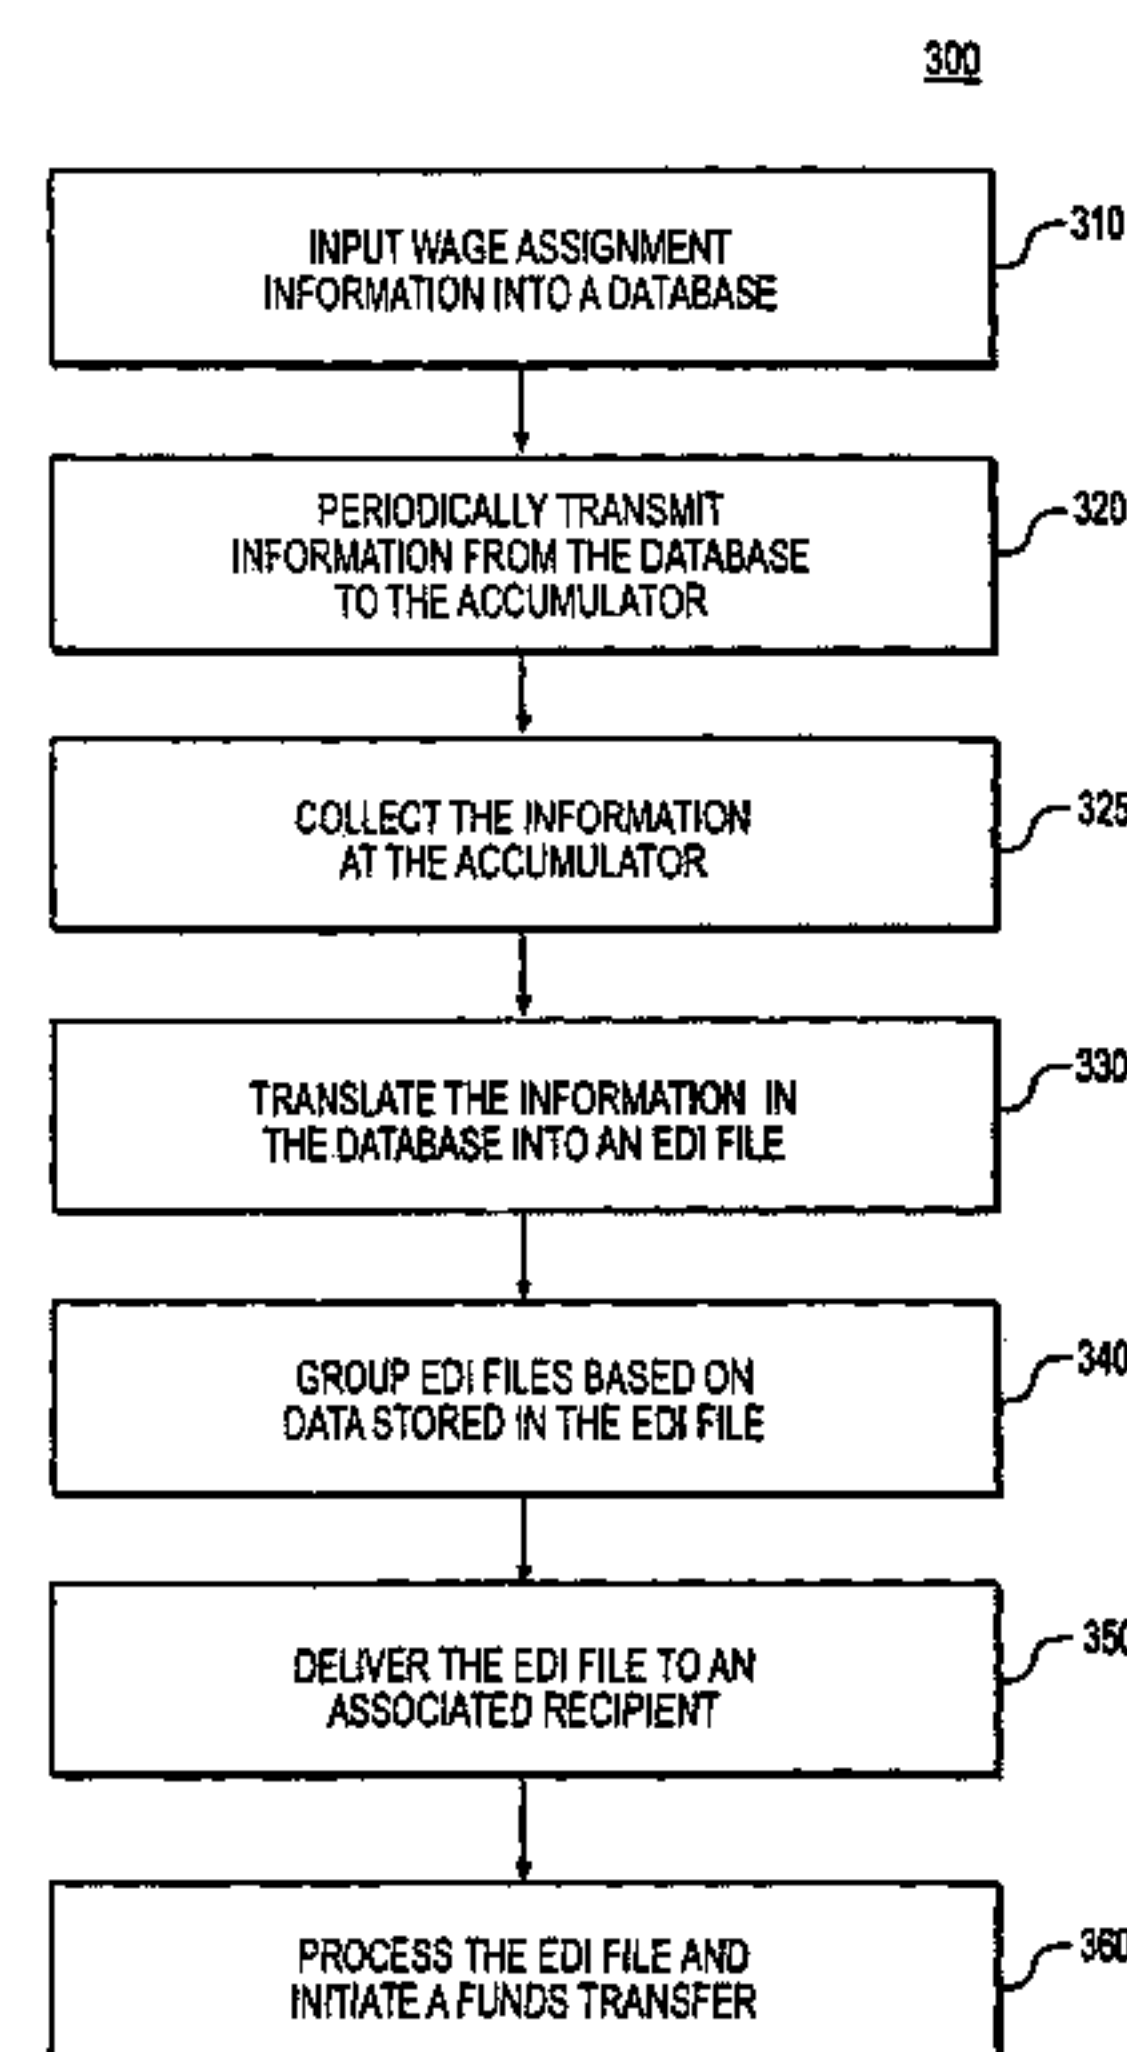 300
INPUT WAGE ASSIGNMENT
INFORMATION INTO A DATABASE
310
PERIODICALLY TRANSMIT
INFORMATION FROM THE DATABASE
TO THE ACCUMULATOR
320
COLLECT THE INFORMATION
AT THE ACCUMULATOR
325
TRANSLATE THE INFORMATION IN
THE DATABASE INTO AN EDI FILE
330
GROUP EDI FILES BASED ON
DATA STORED IN THE EDI FILE
340
DELIVER THE EDI FILE TO AN
ASSOCIATED RECIPIENT
350
PROCESS THE EDI FILE AND
INITIATE A FUNDS TRANSFER
360